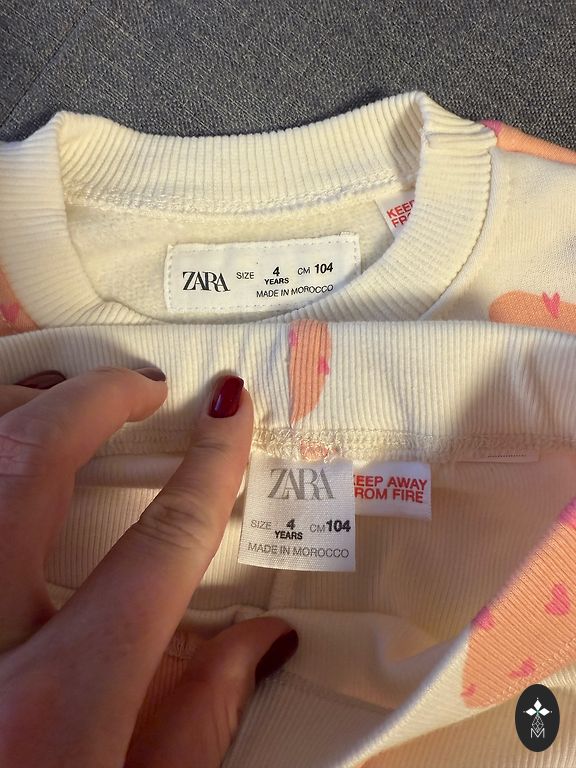 KEEP
FRO
ZARA SIZE 4 YEARS CM 104
MADE IN MOROCCO
ZARA
KEEP AWAY
FROM FIRE
SIZE 4 YEARS CM 104
MADE IN MOROCCO
M